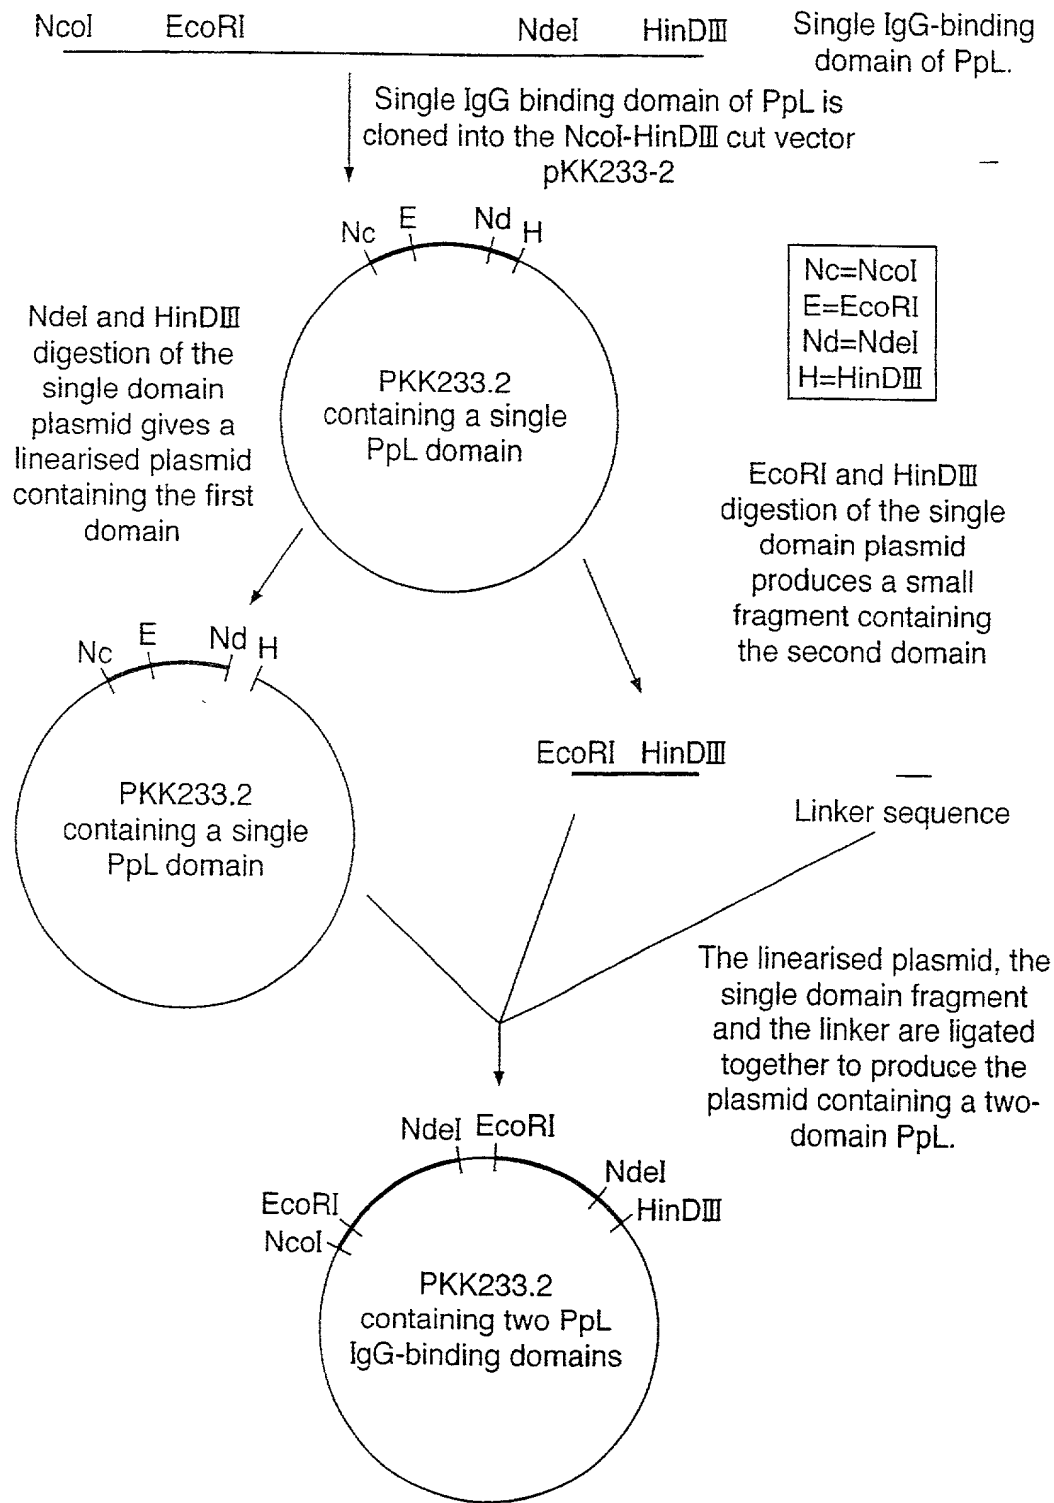 NcoI EcoRI NdeI HinDIII
Single IgG-binding
domain of PpL.
Single IgG binding domain of PpL is
cloned into the NcoI-HinDIII cut vector
pKK233-2
Nc E Nd H
Nc=NcoI
E=EcoRI
Nd=NdeI
H=HinDIII
NdeI and HinDIII
digestion of the
single domain
plasmid gives a
linearised plasmid
containing the first
domain
PKK233.2
containing a single
PpL domain
EcoRI and HinDIII
digestion of the single
domain plasmid
produces a small
fragment containing
the second domain
Nc E Nd H
PKK233.2
containing a single
PpL domain
EcoRI HinDIII
Linker sequence
The linearised plasmid, the
single domain fragment
and the linker are ligated
together to produce the
plasmid containing a two-
domain PpL.
NdeI EcoRI
EcoRI
NcoI
NdeI
HinDIII
PKK233.2
containing two PpL
IgG-binding domains